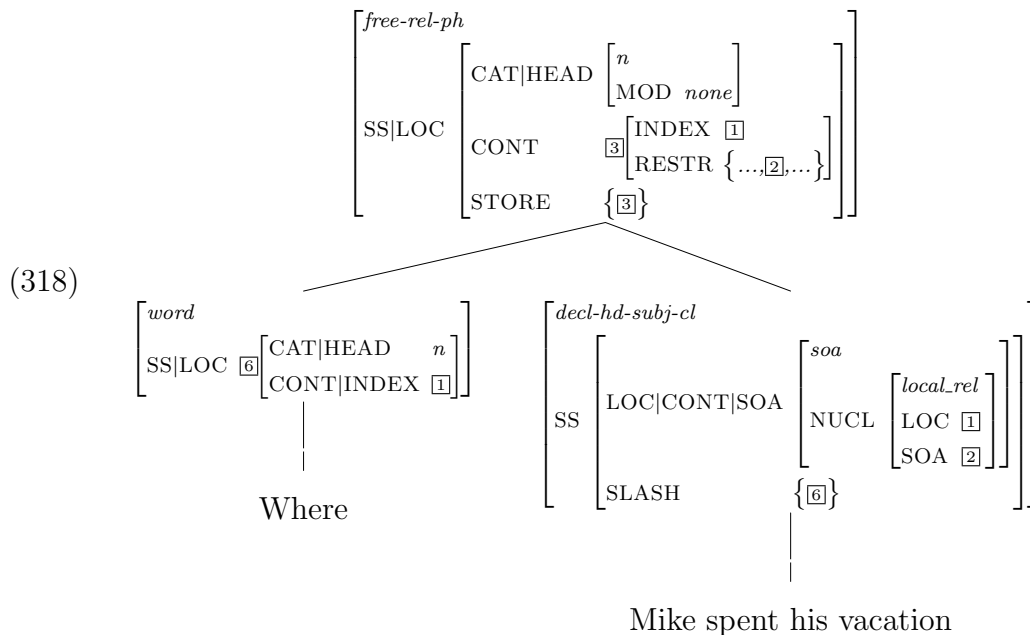 free-rel-ph
SS|LOC
CAT|HEAD
n
MOD none
CONT
3
INDEX 1
RESTR {...,2,...}
STORE {3}
(318)
word
SS|LOC 6
CAT|HEAD n
CONT|INDEX 1
Where
decl-hd-subj-cl
SS
LOC|CONT|SOA
soa
NUCL
local_rel
LOC 1
SOA 2
SLASH {6}
Mike spent his vacation